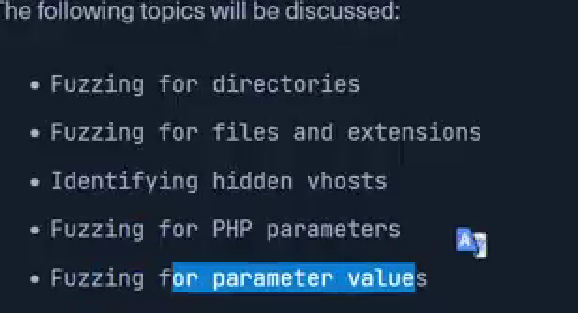 The following topics will be discussed:
• Fuzzing for directories
• Fuzzing for files and extensions
• Identifying hidden vhosts
• Fuzzing for PHP parameters
• Fuzzing for parameter values